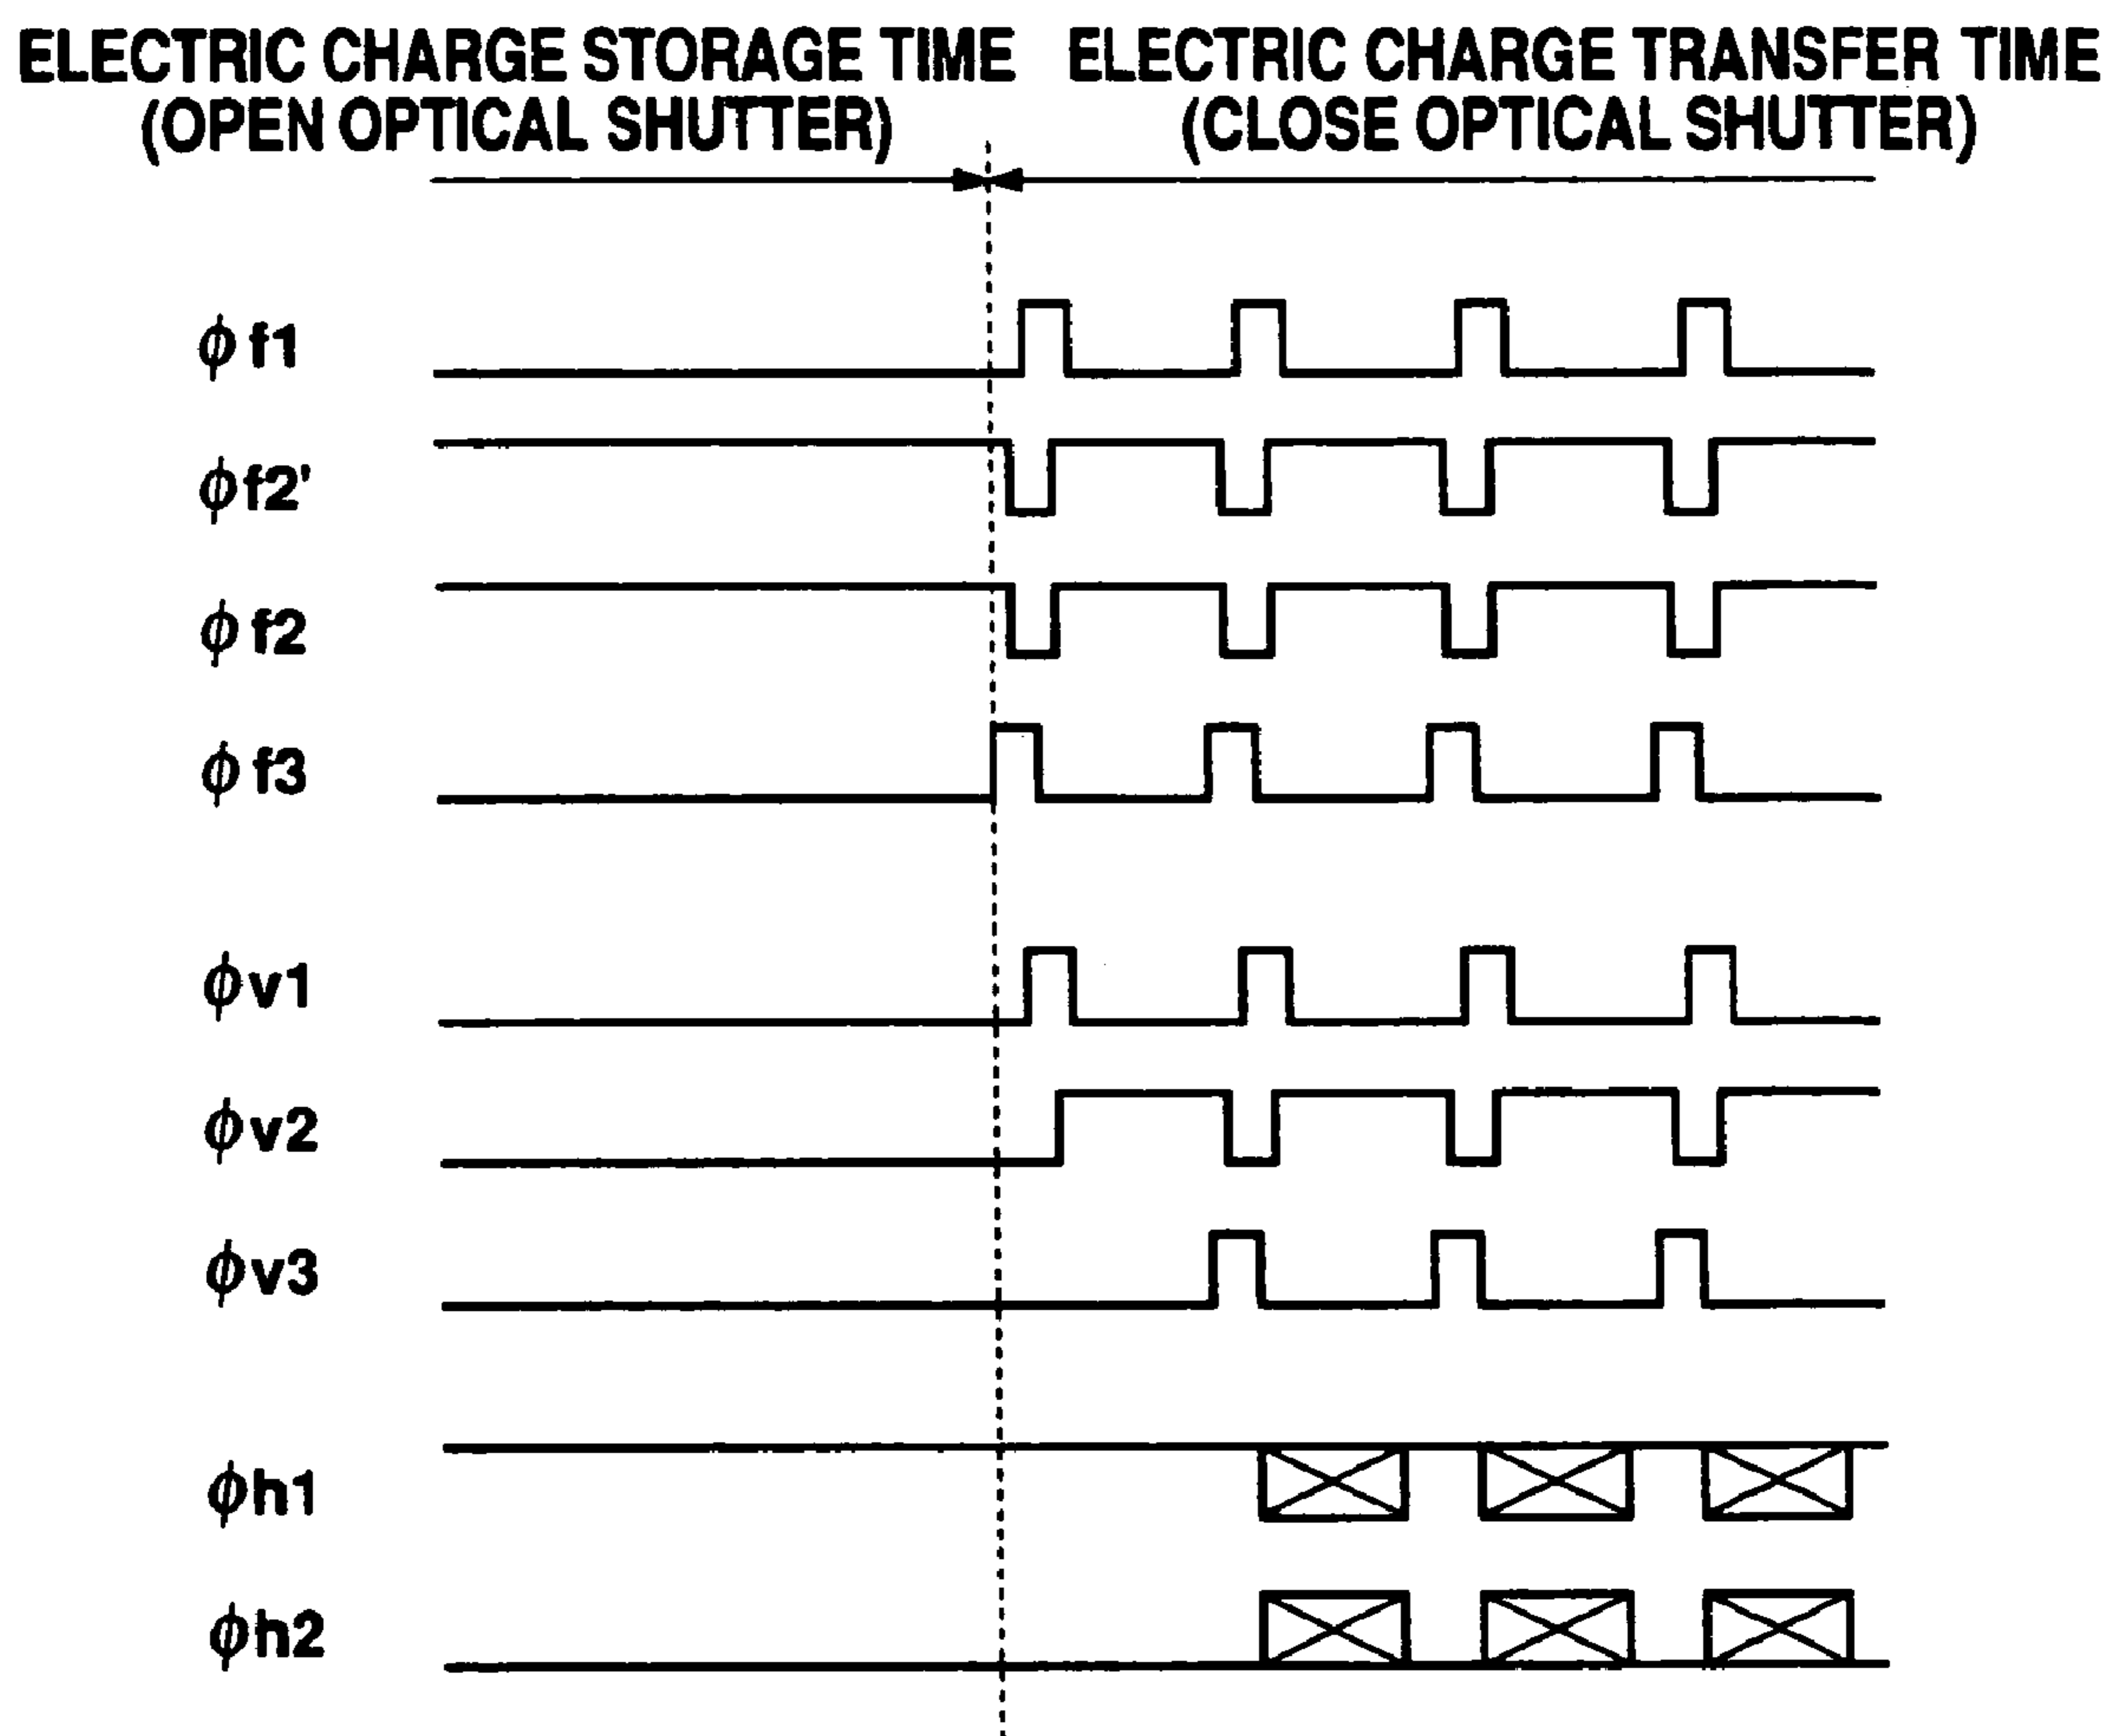 ELECTRIC CHARGE STORAGE TIME
(OPEN OPTICAL SHUTTER)
ELECTRIC CHARGE TRANSFER TIME
(CLOSE OPTICAL SHUTTER)
ϕf1
ϕf2'
ϕf2
ϕf3
ϕv1
ϕv2
ϕv3
ϕh1
ϕh2